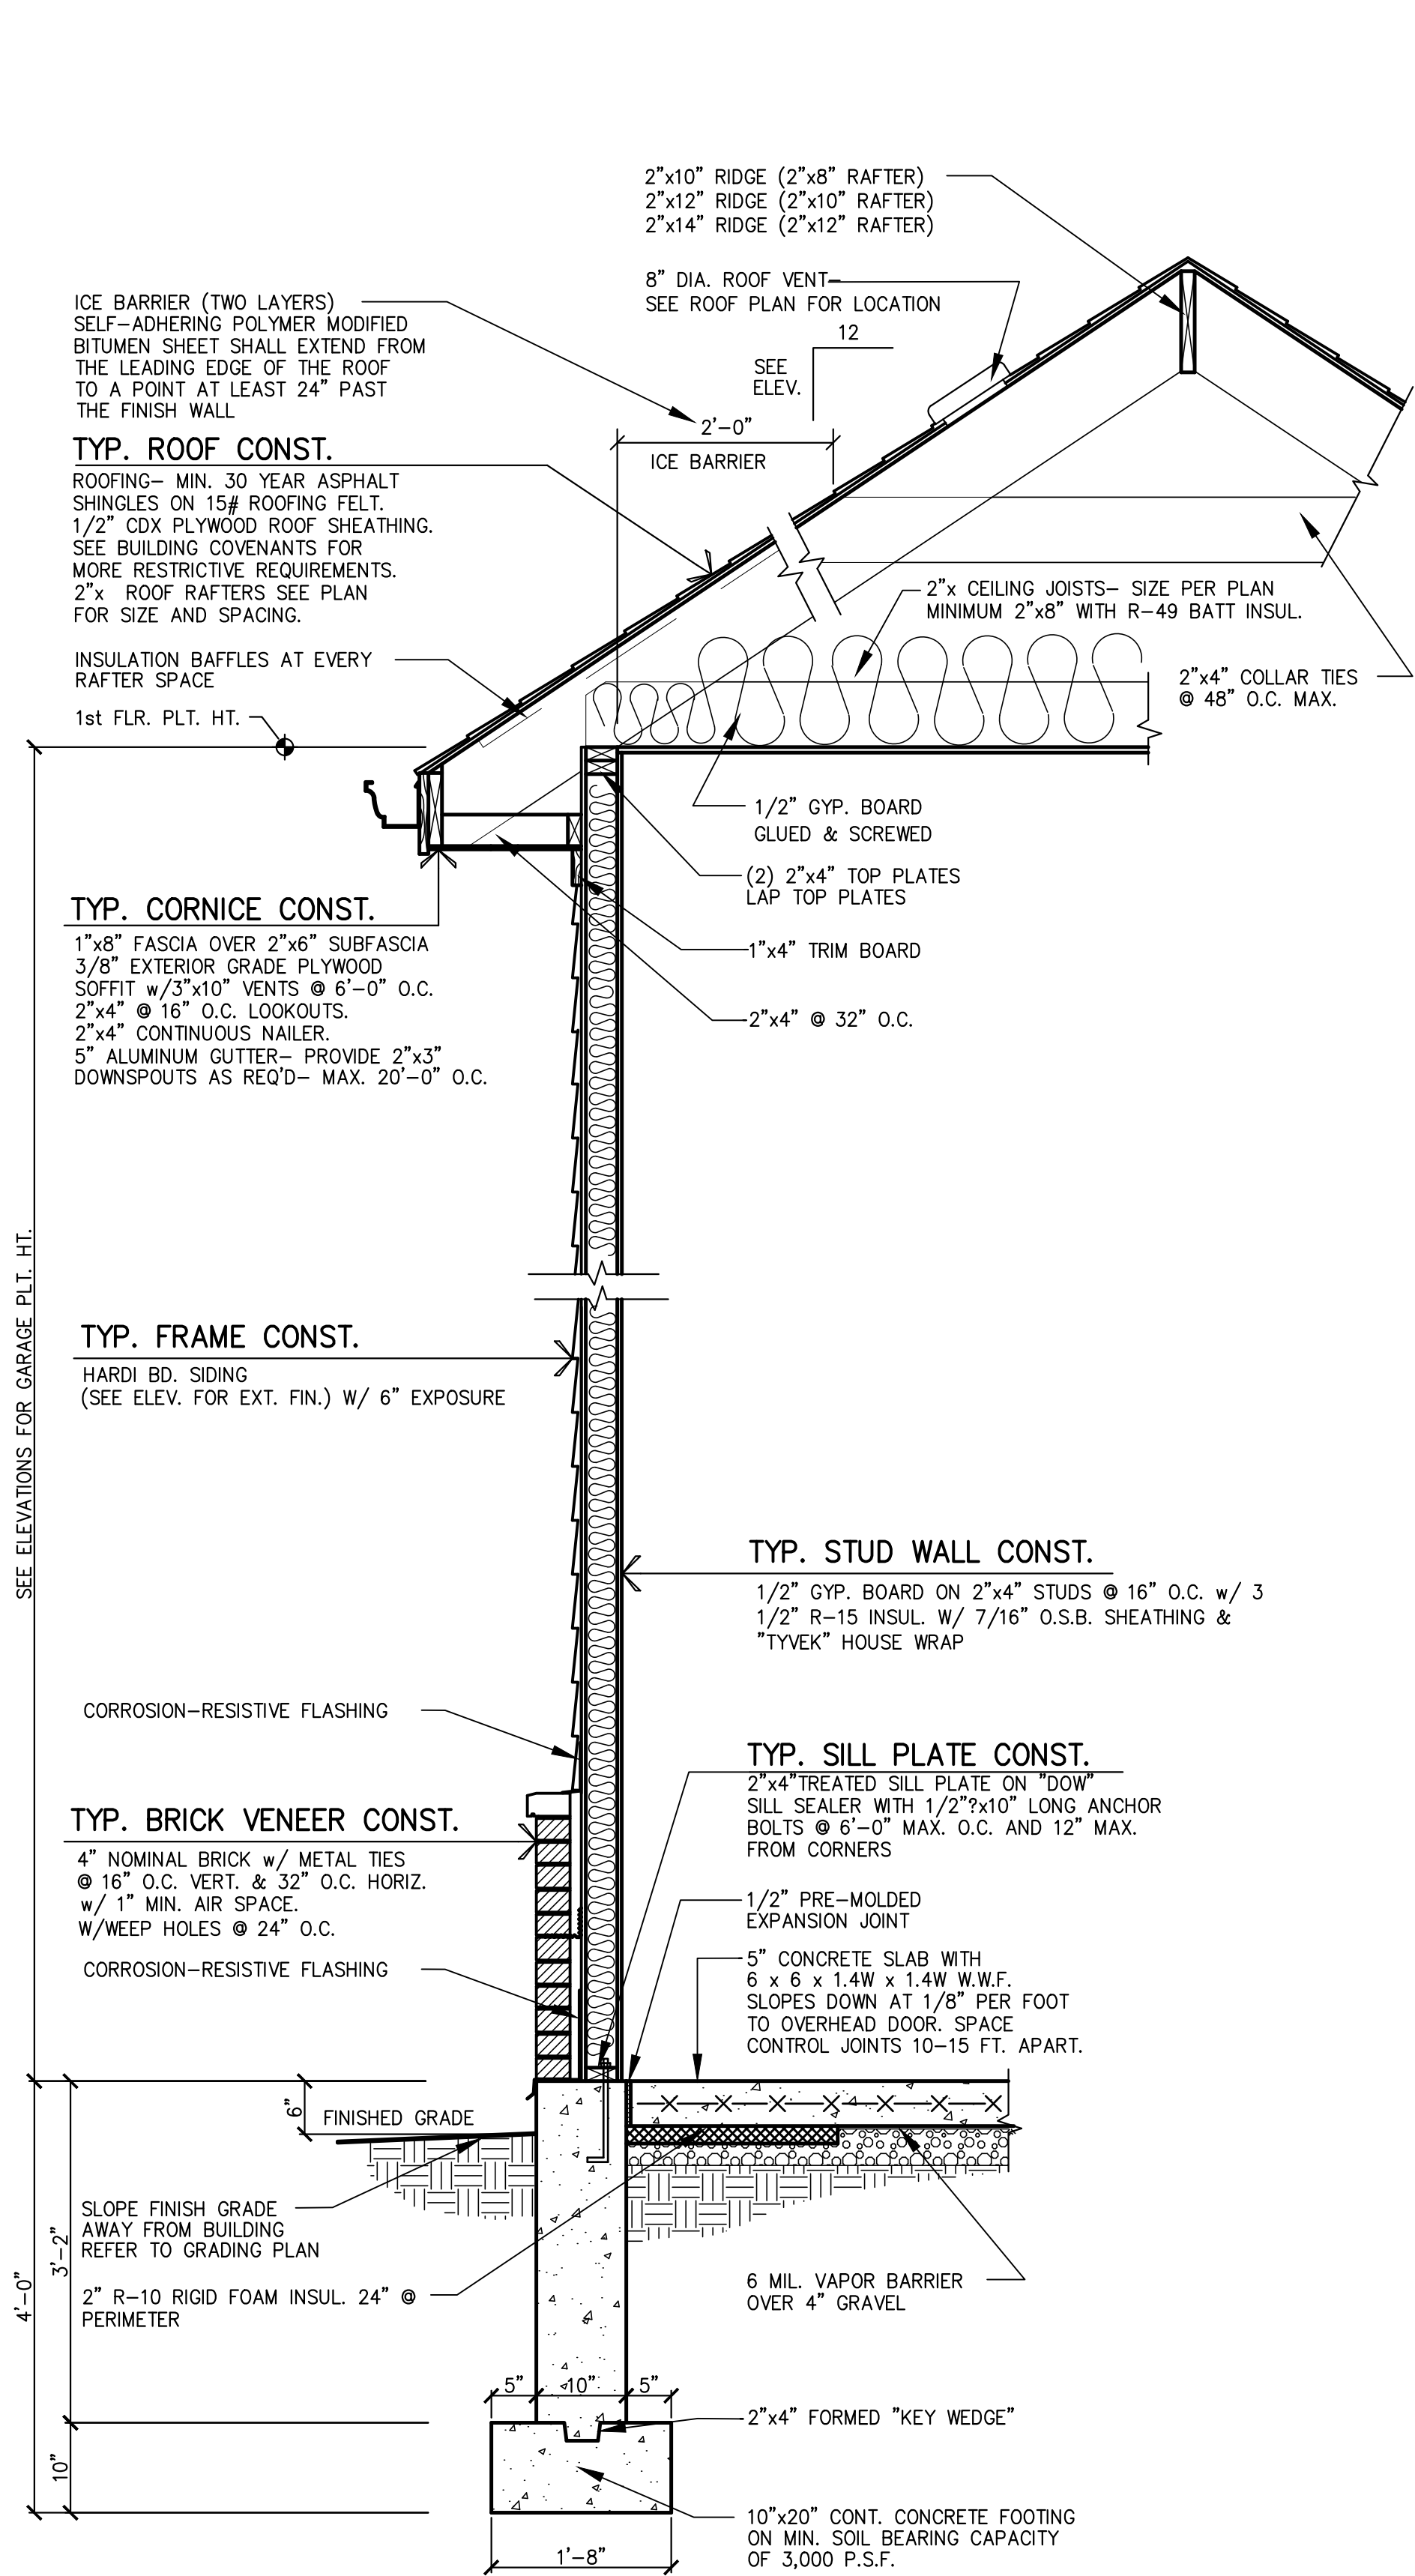 2”x10” RIDGE (2”x8” RAFTER)
2”x12” RIDGE (2”x10” RAFTER)
2”x14” RIDGE (2”x12” RAFTER)
8” DIA. ROOF VENT–
SEE ROOF PLAN FOR LOCATION
12
SEE
ELEV.
2’–0”
ICE BARRIER
ICE BARRIER (TWO LAYERS)
SELF–ADHERING POLYMER MODIFIED
BITUMEN SHEET SHALL EXTEND FROM
THE LEADING EDGE OF THE ROOF
TO A POINT AT LEAST 24” PAST
THE FINISH WALL
TYP. ROOF CONST.
ROOFING– MIN. 30 YEAR ASPHALT
SHINGLES ON 15# ROOFING FELT.
1/2” CDX PLYWOOD ROOF SHEATHING.
SEE BUILDING COVENANTS FOR
MORE RESTRICTIVE REQUIREMENTS.
2”x ROOF RAFTERS SEE PLAN
FOR SIZE AND SPACING.
INSULATION BAFFLES AT EVERY
RAFTER SPACE
1st FLR. PLT. HT.
2”x CEILING JOISTS– SIZE PER PLAN
MINIMUM 2”x8” WITH R–49 BATT INSUL.
2”x4” COLLAR TIES
@ 48” O.C. MAX.
1/2” GYP. BOARD
GLUED & SCREWED
(2) 2”x4” TOP PLATES
LAP TOP PLATES
1”x4” TRIM BOARD
2”x4” @ 32” O.C.
TYP. CORNICE CONST.
1”x8” FASCIA OVER 2”x6” SUBFASCIA
3/8” EXTERIOR GRADE PLYWOOD
SOFFIT w/3”x10” VENTS @ 6’–0” O.C.
2”x4” @ 16” O.C. LOOKOUTS.
2”x4” CONTINUOUS NAILER.
5” ALUMINUM GUTTER– PROVIDE 2”x3”
DOWNSPOUTS AS REQ’D– MAX. 20’–0” O.C.
SEE ELEVATIONS FOR GARAGE PLT. HT.
TYP. FRAME CONST.
HARDI BD. SIDING
(SEE ELEV. FOR EXT. FIN.) W/ 6” EXPOSURE
TYP. STUD WALL CONST.
1/2” GYP. BOARD ON 2”x4” STUDS @ 16” O.C. w/ 3
1/2” R–15 INSUL. W/ 7/16” O.S.B. SHEATHING &
”TYVEK” HOUSE WRAP
CORROSION–RESISTIVE FLASHING
TYP. SILL PLATE CONST.
2”x4”TREATED SILL PLATE ON ”DOW”
SILL SEALER WITH 1/2”?x10” LONG ANCHOR
BOLTS @ 6’–0” MAX. O.C. AND 12” MAX.
FROM CORNERS
TYP. BRICK VENEER CONST.
4” NOMINAL BRICK w/ METAL TIES
@ 16” O.C. VERT. & 32” O.C. HORIZ.
w/ 1” MIN. AIR SPACE.
W/WEEP HOLES @ 24” O.C.
CORROSION–RESISTIVE FLASHING
1/2” PRE–MOLDED
EXPANSION JOINT
5” CONCRETE SLAB WITH
6 x 6 x 1.4W x 1.4W W.W.F.
SLOPES DOWN AT 1/8” PER FOOT
TO OVERHEAD DOOR. SPACE
CONTROL JOINTS 10–15 FT. APART.
6”
FINISHED GRADE
SLOPE FINISH GRADE
AWAY FROM BUILDING
REFER TO GRADING PLAN
3’–2”
4’–0”
2” R–10 RIGID FOAM INSUL. 24” @
PERIMETER
6 MIL. VAPOR BARRIER
OVER 4” GRAVEL
5”
10”
5”
2”x4” FORMED ”KEY WEDGE”
10”
10”x20” CONT. CONCRETE FOOTING
ON MIN. SOIL BEARING CAPACITY
OF 3,000 P.S.F.
1’–8”